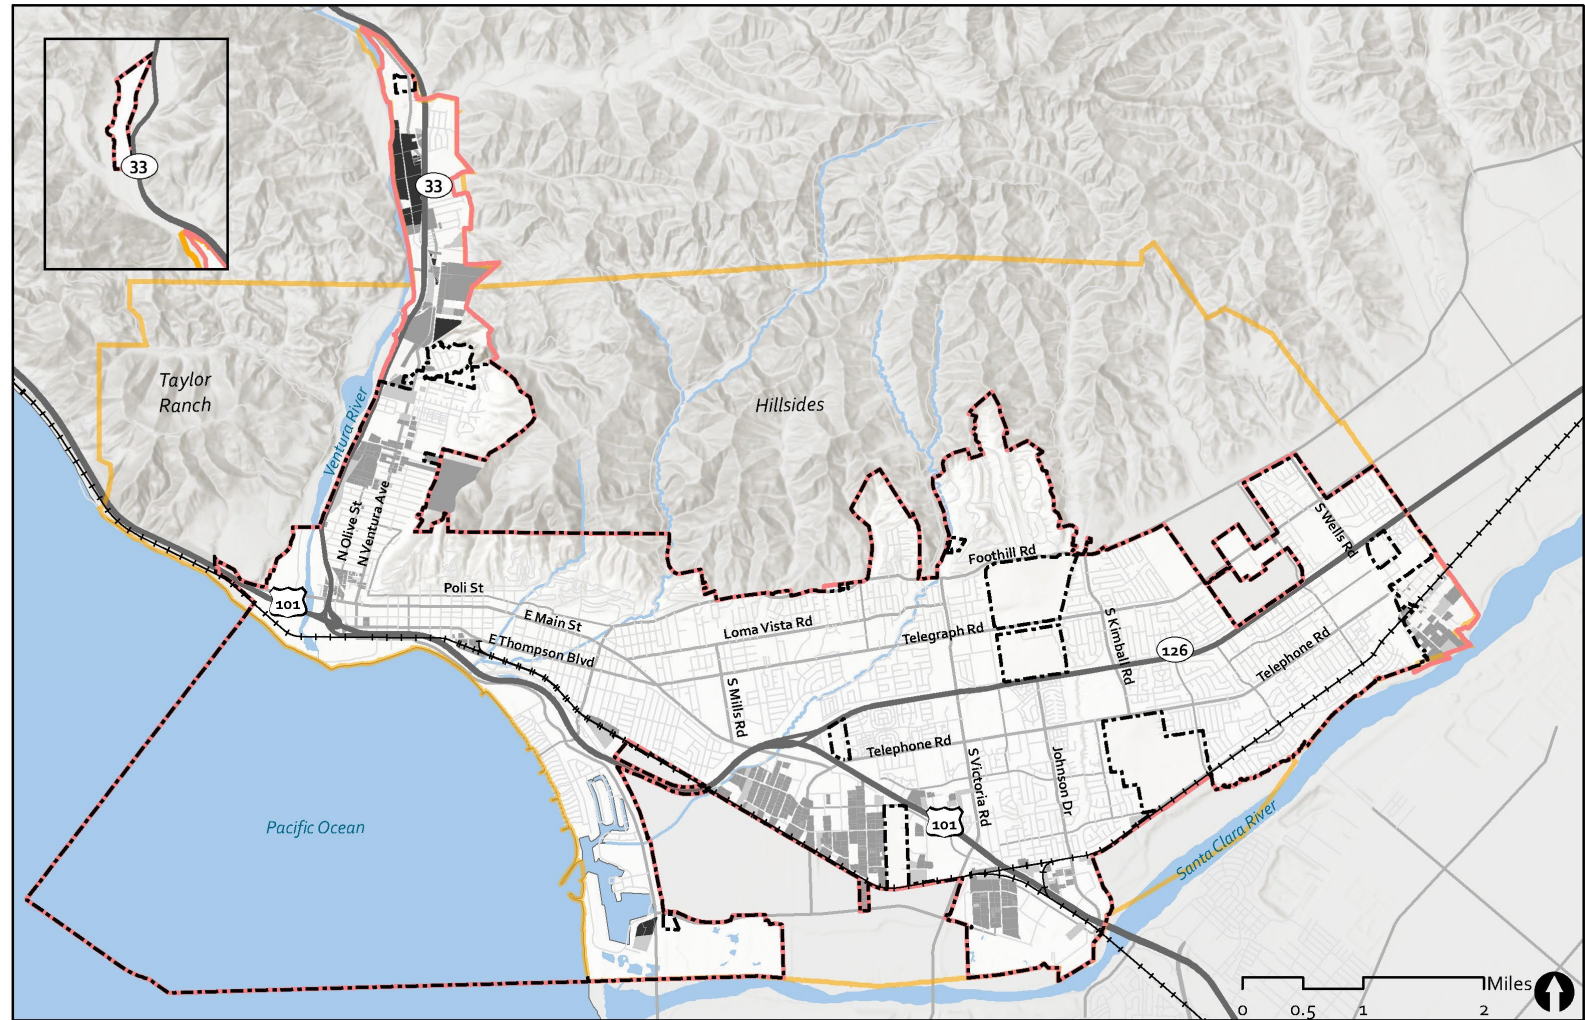 33
33
Taylor
Ranch
Hillsides
Ventura River
N Olive St
N Ventura Ave
S Wells Rd
Foothill Rd
Poli St
101
E Main St
Loma Vista Rd
Telegraph Rd
S Kimball Rd
126
Telephone Rd
E Thompson Blvd
S Mills Rd
Telephone Rd
S Victoria Rd
Johnson Dr
101
Pacific Ocean
Santa Clara River
Miles
0 0.5 1 2